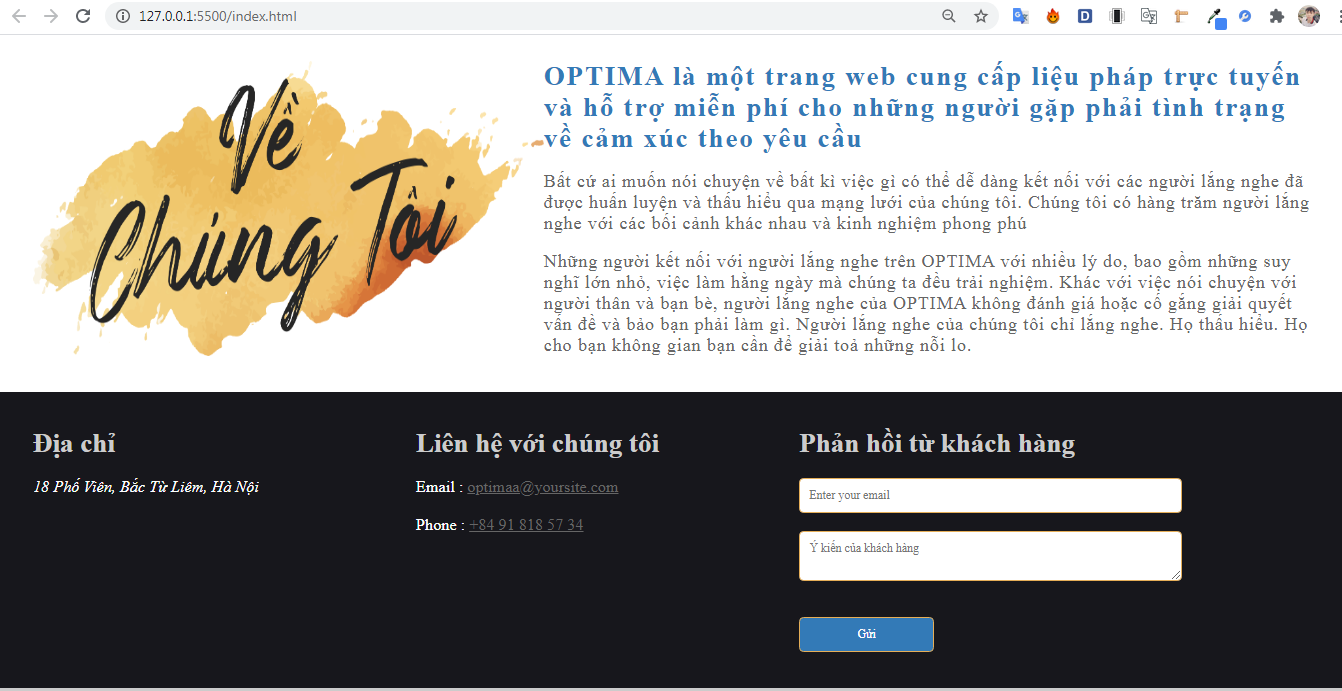 127.0.0.1:5500/index.html
Về
Chúng Tôi
OPTIMA là một trang web cung cấp liệu pháp trực tuyến
và hỗ trợ miễn phí cho những người gặp phải tình trạng
về cảm xúc theo yêu cầu
Bất cứ ai muốn nói chuyện về bất kì việc gì có thể dễ dàng kết nối với các người lắng nghe đã
được huấn luyện và thấu hiểu qua mạng lưới của chúng tôi. Chúng tôi có hàng trăm người lắng
nghe với các bối cảnh khác nhau và kinh nghiệm phong phú
Những người kết nối với người lắng nghe trên OPTIMA với nhiều lý do, bao gồm những suy
nghĩ lớn nhỏ, việc làm hằng ngày mà chúng ta đều trải nghiệm. Khác với việc nói chuyện với
người thân và bạn bè, người lắng nghe của OPTIMA không đánh giá hoặc cố gắng giải quyết
vấn đề và bảo bạn phải làm gì. Người lắng nghe của chúng tôi chỉ lắng nghe. Họ thấu hiểu. Họ
cho bạn không gian bạn cần để giải toả những nỗi lo.
Địa chỉ
18 Phố Viên, Bắc Từ Liêm, Hà Nội
Liên hệ với chúng tôi
Email : optimaa@yoursite.com
Phone : +84 91 818 57 34
Phản hồi từ khách hàng
Enter your email
Ý kiến của khách hàng
Gửi